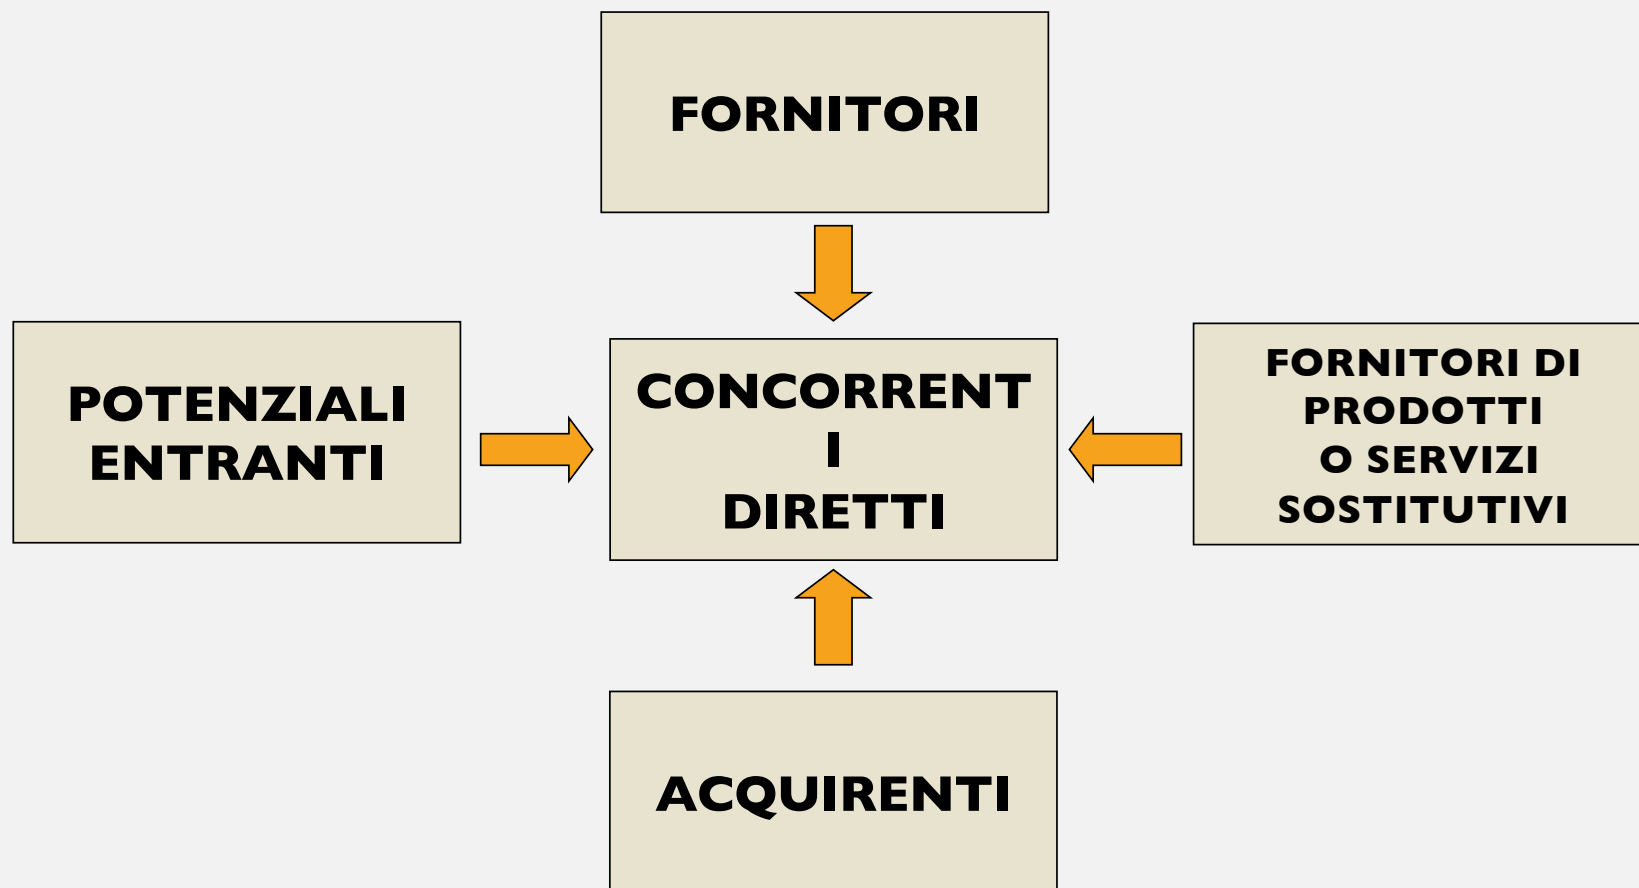 FORNITORI
POTENZIALI
ENTRANTI
CONCORRENT
I
DIRETTI
FORNITORI DI
PRODOTTI
O SERVIZI
SOSTITUTIVI
ACQUIRENTI